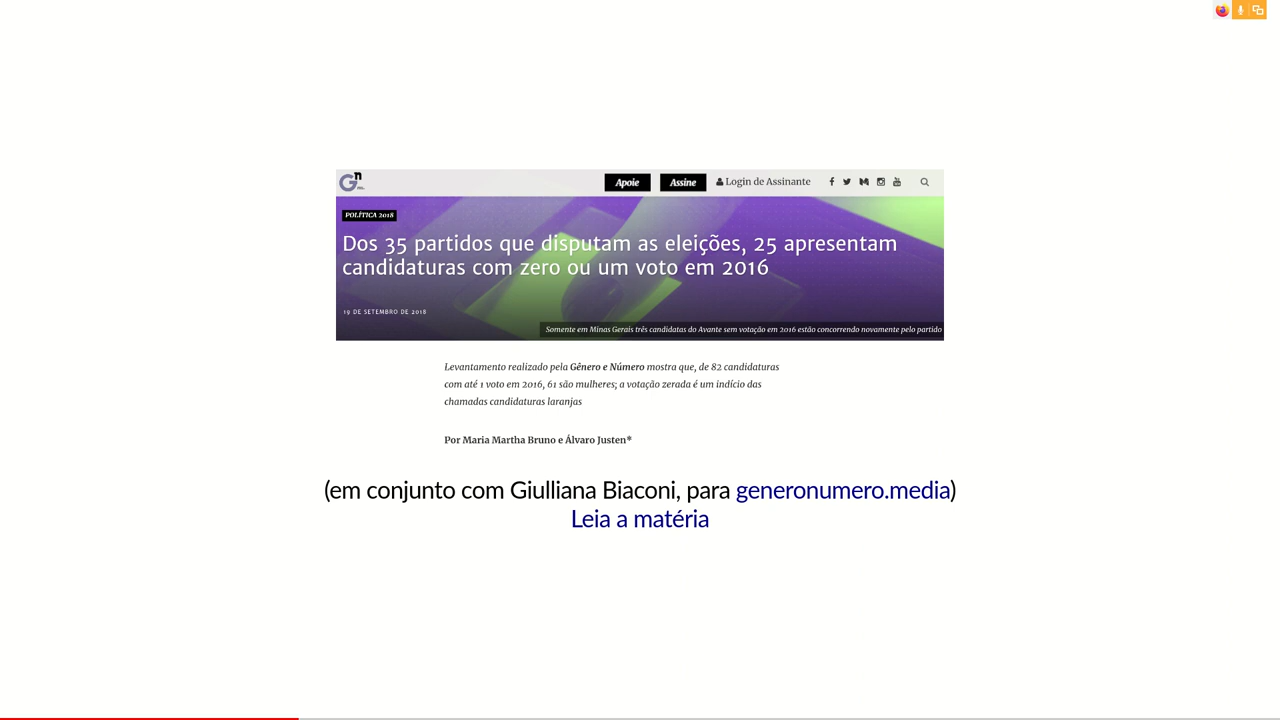 Gn
Apoie Assine Login de Assinante
POLÍTICA 2018
Dos 35 partidos que disputam as eleições, 25 apresentam
candidaturas com zero ou um voto em 2016
19 DE SETEMBRO DE 2018
Somente em Minas Gerais três candidatas do Avante sem votação em 2016 estão concorrendo novamente pelo partido
Levantamento realizado pela Gênero e Número mostra que, de 82 candidaturas
com até 1 voto em 2016, 61 são mulheres; a votação zerada é um indício das
chamadas candidaturas laranjas
Por Maria Martha Bruno e Álvaro Justen*
(em conjunto com Giulliana Biaconi, para generonumero.media)
Leia a matéria